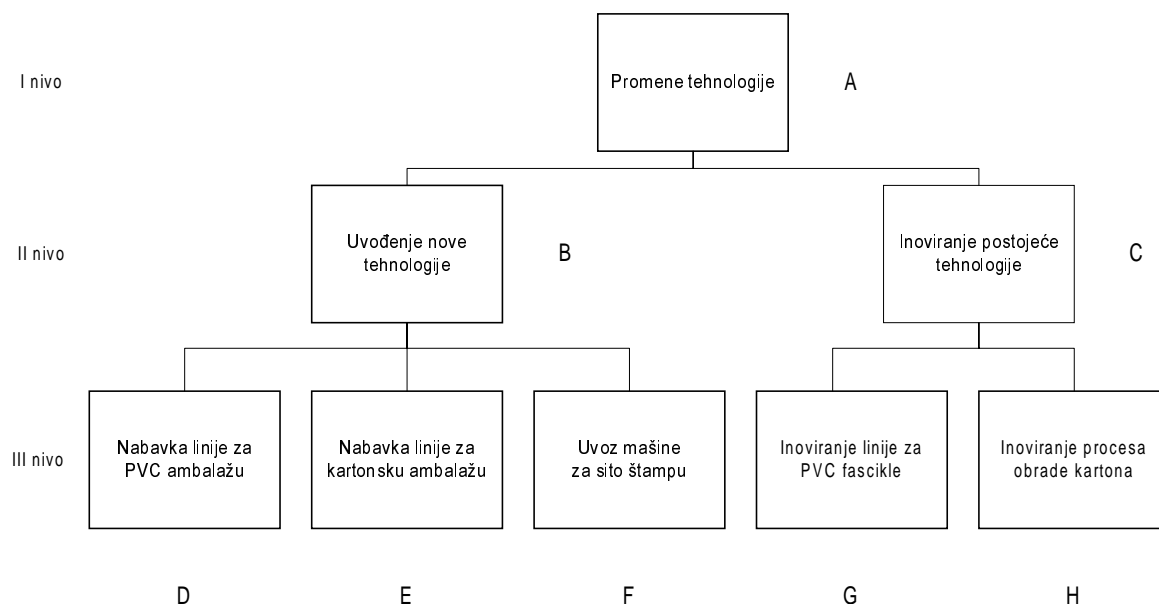 I nivo
Promene tehnologije
A
II nivo
Uvođenje nove
tehnologije
B
Inoviranje postojeće
tehnologije
C
III nivo
Nabavka linije za
PVC ambalažu
Nabavka linije za
kartonsku ambalažu
Uvoz mašine
za sito štampu
Inoviranje linije za
PVC fascikle
Inoviranje procesa
obrade kartona
D
E
F
G
H